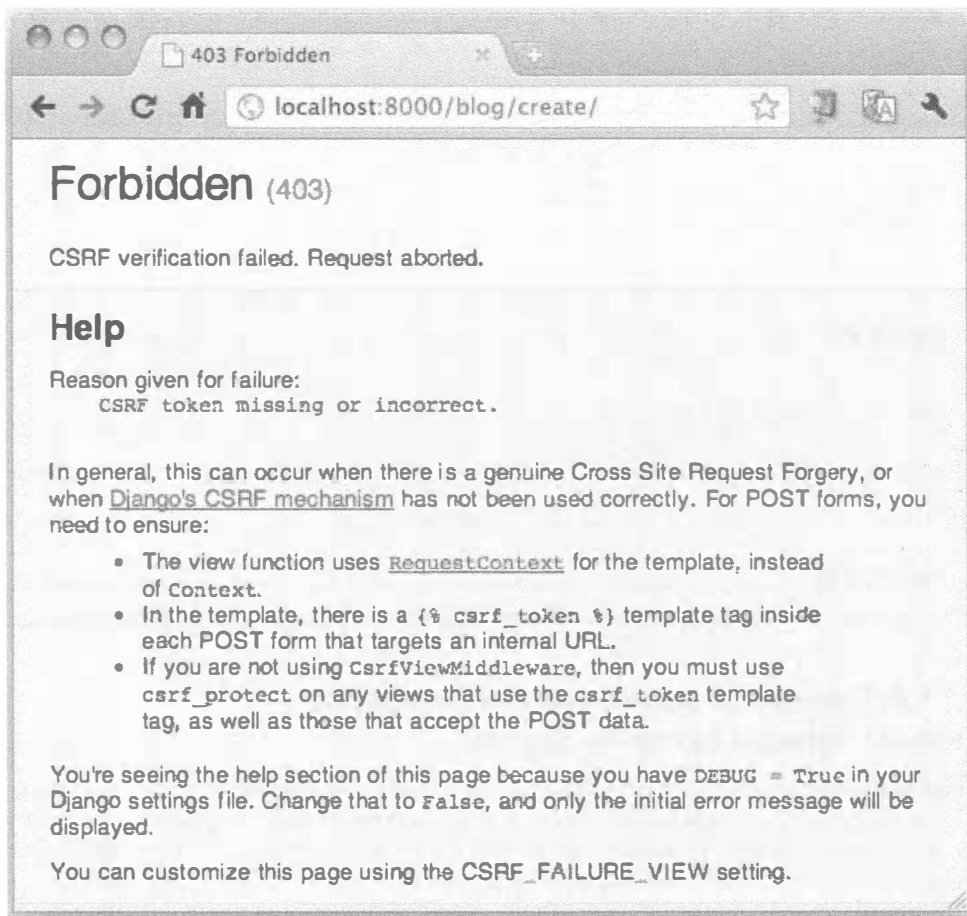 403 Forbidden
localhost:8000/blog/create/
Forbidden (403)
CSRF verification failed. Request aborted.
Help
Reason given for failure:
CSRF token missing or incorrect.
In general, this can occur when there is a genuine Cross Site Request Forgery, or
when Django's CSRF mechanism has not been used correctly. For POST forms, you
need to ensure:
• The view function uses RequestContext for the template, instead
of Context.
• In the template, there is a {% csrf_token %} template tag inside
each POST form that targets an internal URL.
• If you are not using CsrfViewMiddleware, then you must use
csrf_protect on any views that use the csrf_token template
tag, as well as those that accept the POST data.
You're seeing the help section of this page because you have DEBUG = True in your
Django settings file. Change that to False, and only the initial error message will be
displayed.
You can customize this page using the CSRF_FAILURE_VIEW setting.